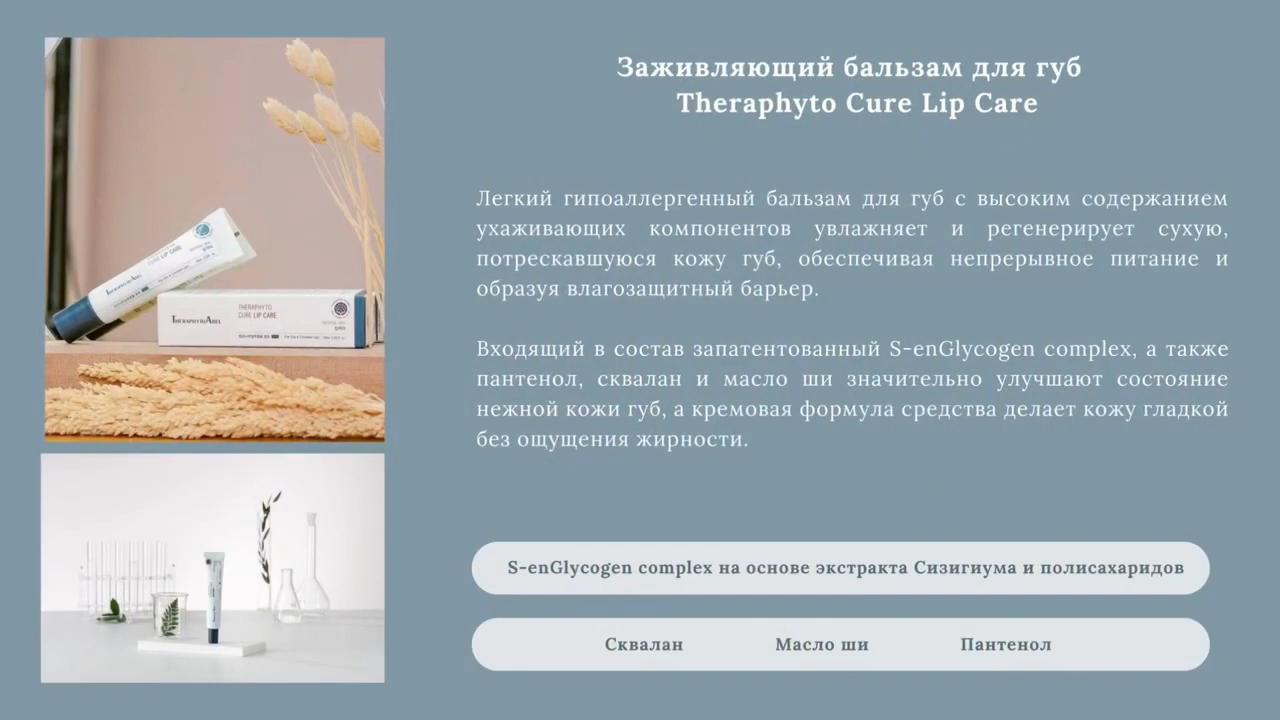 Заживляющий бальзам для губ
Theraphyto Cure Lip Care
Легкий гипоаллергенный бальзам для губ с высоким содержанием
ухаживающих компонентов увлажняет и регенерирует сухую,
потрескавшуюся кожу губ, обеспечивая непрерывное питание и
образуя влагозащитный барьер.
Входящий в состав запатентованный S-enGlycogen complex, а также
пантенол, сквалан и масло ши значительно улучшают состояние
нежной кожи губ, а кремовая формула средства делает кожу гладкой
без ощущения жирности.
S-enGlycogen complex на основе экстракта Сизигиума и полисахаридов
Сквалан Масло ши Пантенол
CURE LIP CARE
THERAPHYTO
CURE LIP CARE